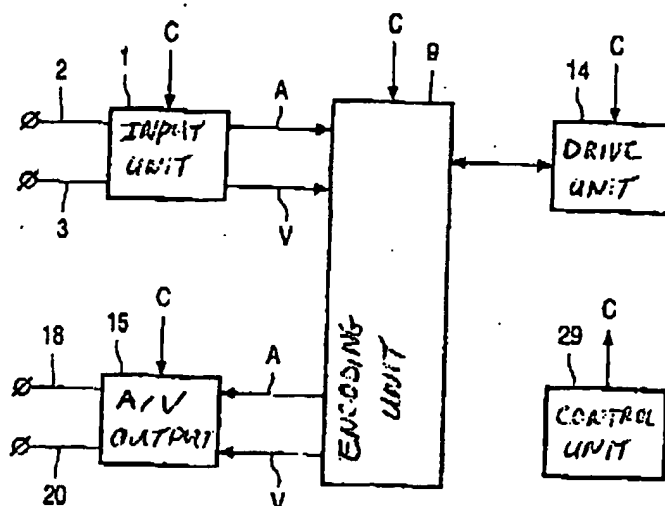 C
C
C
2
1
A
9
14
INPUT
UNIT
DRIVE
UNIT
3
V
C
C
18
15
A
29
A/V
OUTPUT
ENCODING
UNIT
CONTROL
UNIT
20
V